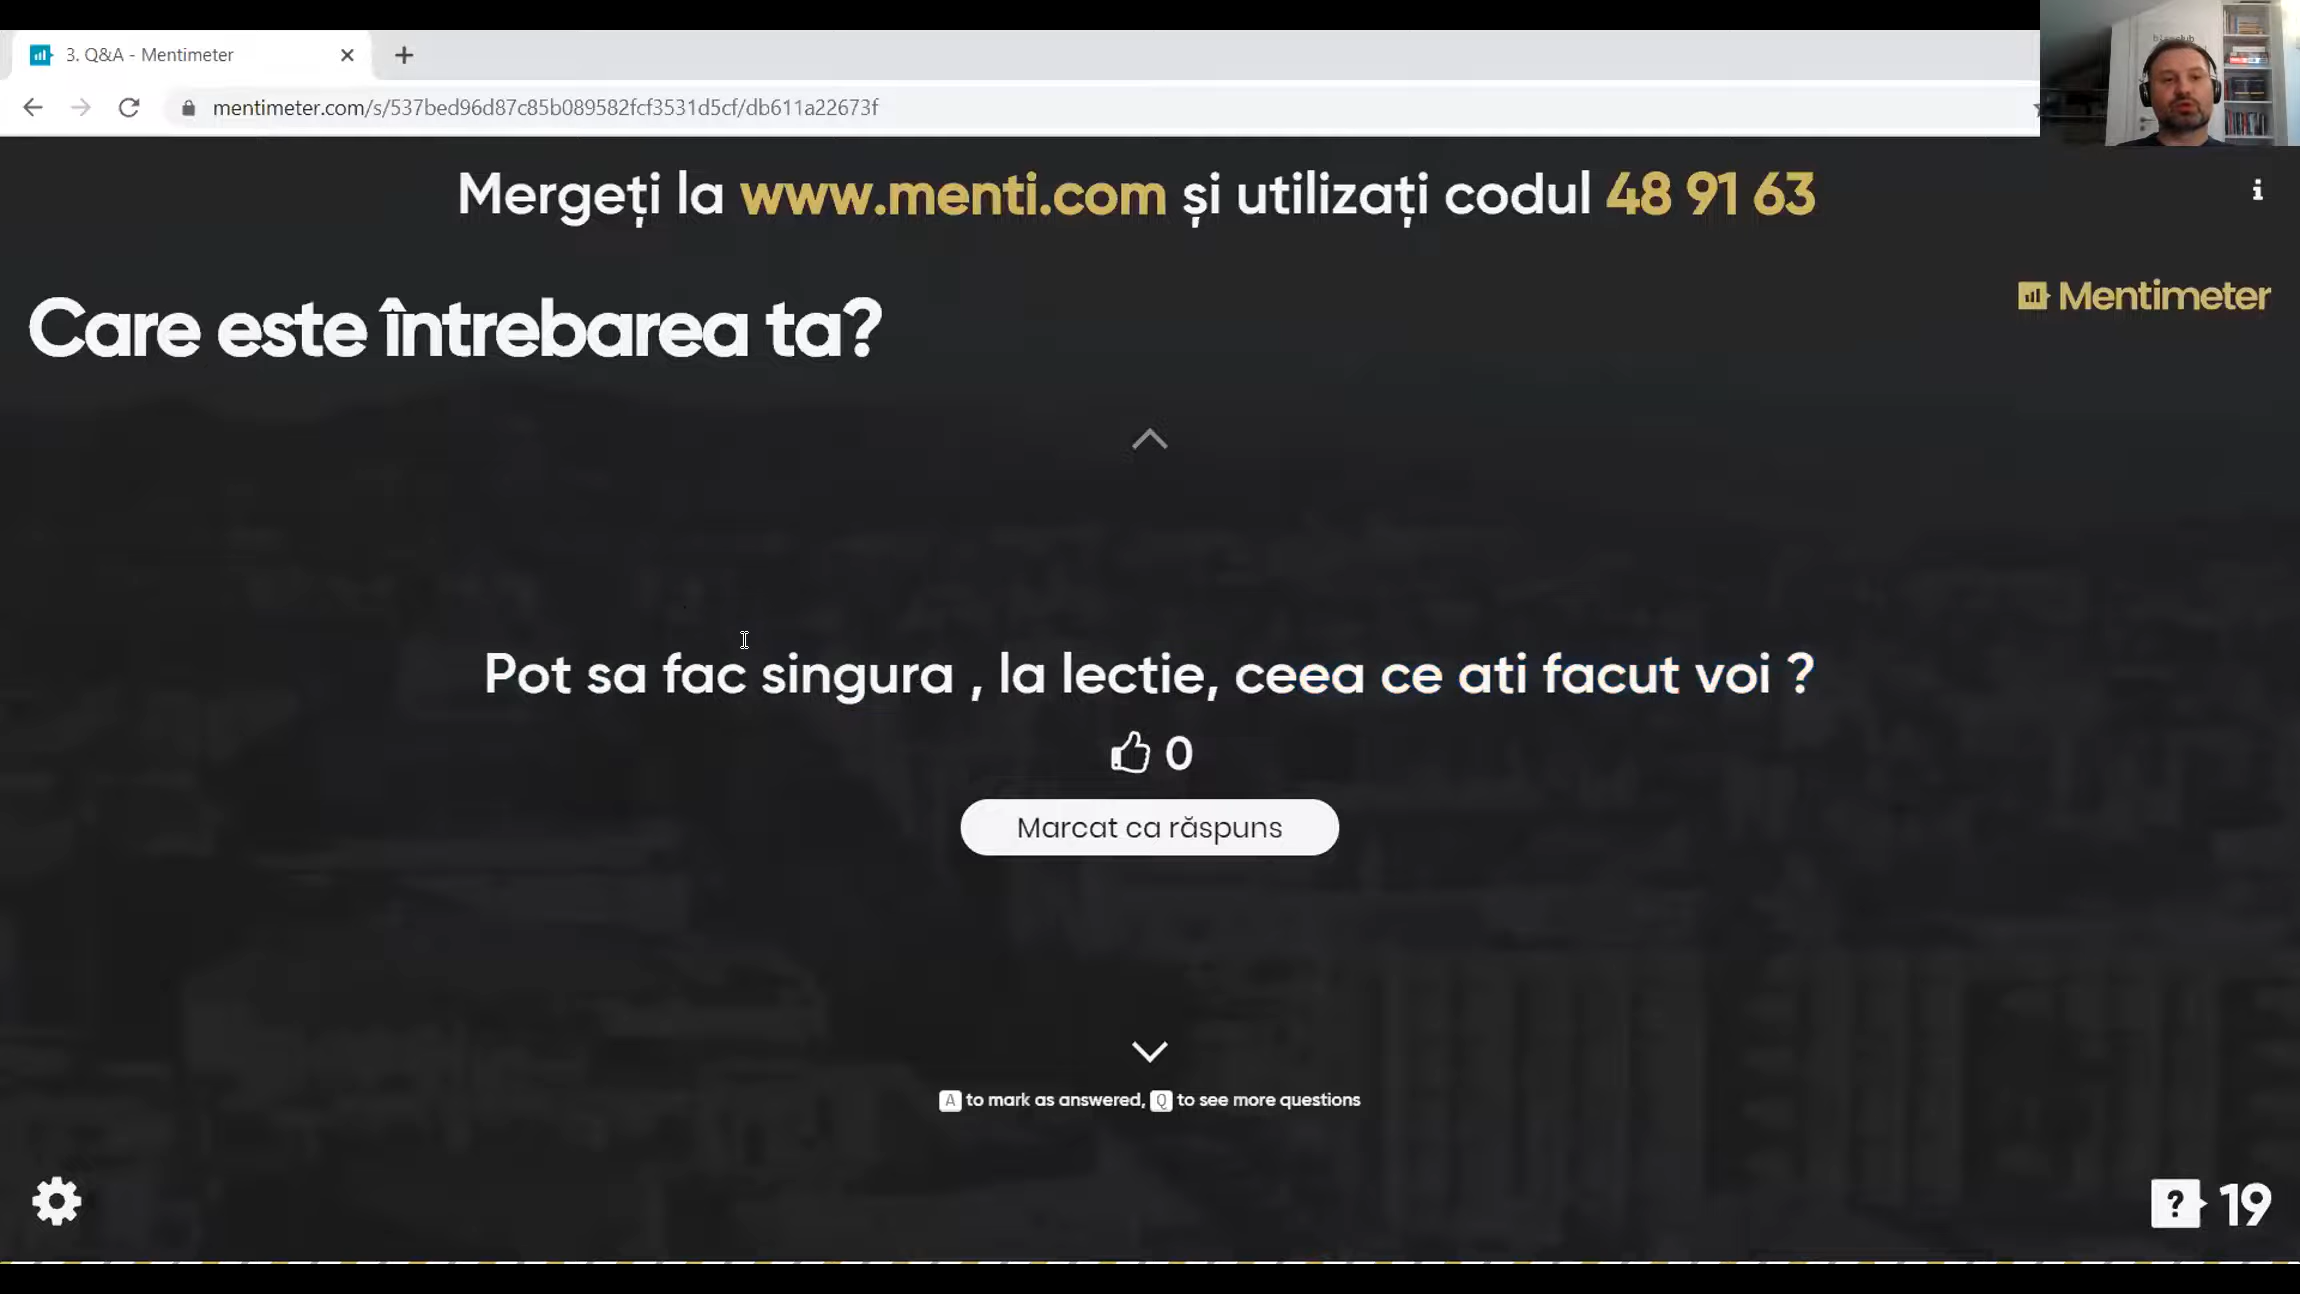 3. Q&A - Mentimeter
mentimeter.com/s/537bed96d87c85b089582fcf3531d5cf/db611a22673f
Mergeți la www.menti.com și utilizați codul 48 91 63
Mentimeter
Care este întrebarea ta?
Pot sa fac singura , la lectie, ceea ce ati facut voi ?
0
Marcat ca răspuns
A to mark as answered, Q to see more questions
? 19